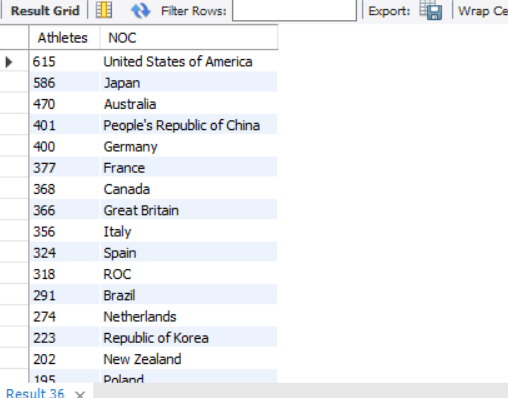 Result Grid Filter Rows: Export: Wrap Ce
Athletes NOC
615 United States of America
586 Japan
470 Australia
401 People's Republic of China
400 Germany
377 France
368 Canada
366 Great Britain
356 Italy
324 Spain
318 ROC
291 Brazil
274 Netherlands
223 Republic of Korea
202 New Zealand
195 Poland
Result 36